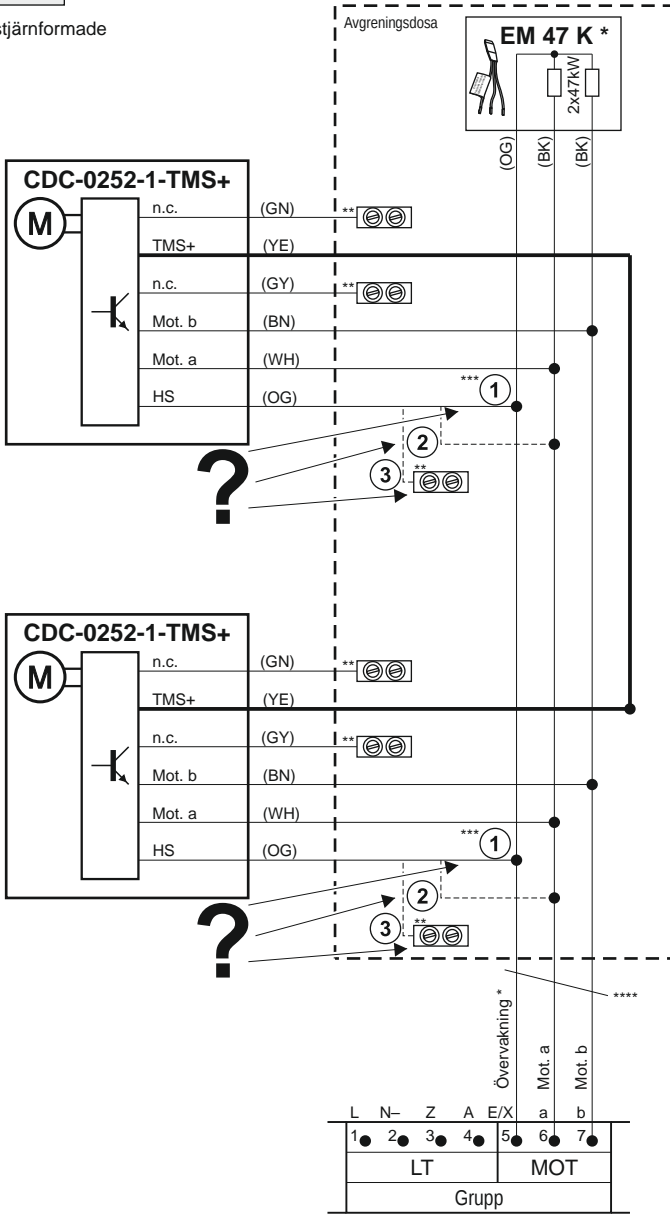 stjärnformade
Avgreningsdosa
EM 47 K *
2x47kW
(OG)
(BK)
(BK)
CDC-0252-1-TMS+
M
n.c. (GN) **
TMS+ (YE)
n.c. (GY) **
Mot. b (BN)
Mot. a (WH)
HS (OG)
*** 1
2
3 **
?
CDC-0252-1-TMS+
M
n.c. (GN) **
TMS+ (YE)
n.c. (GY) **
Mot. b (BN)
Mot. a (WH)
HS (OG)
*** 1
2
3 **
?
****
Övervakning *
Mot. a
Mot. b
L N– Z A E/X a b
1 2 3 4 5 6 7
LT MOT
Grupp